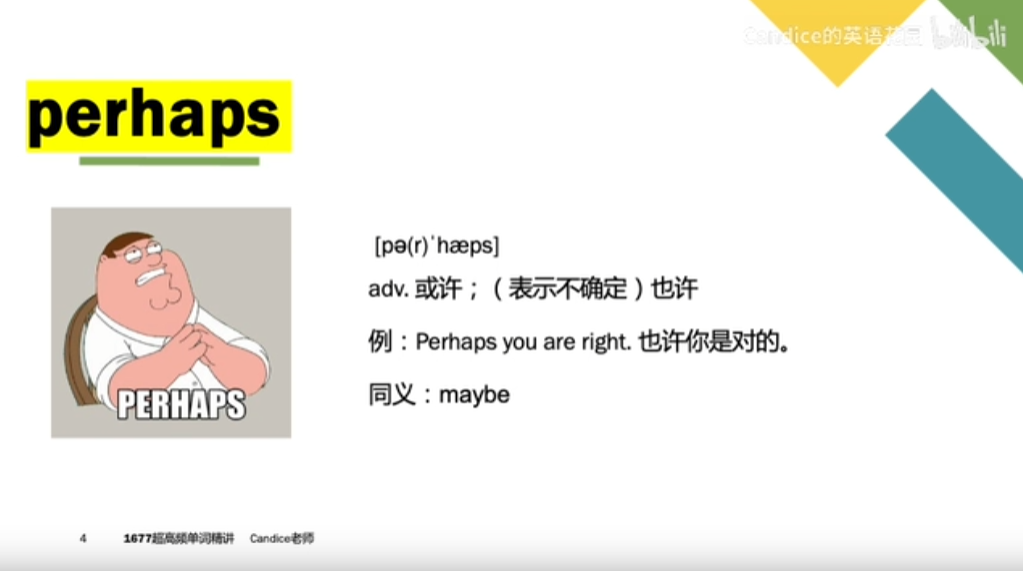 Candice的英语花园 bilibili
perhaps
[pə(r)ˈhæps]
adv. 或许；（表示不确定）也许
例：Perhaps you are right. 也许你是对的。
同义：maybe
PERHAPS
4 1677超高频单词精讲 Candice老师